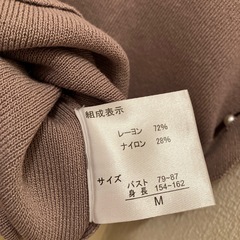 組成表示
レーヨン 72%
ナイロン 28%
サイズ バスト 79-87
身長 154-162
M